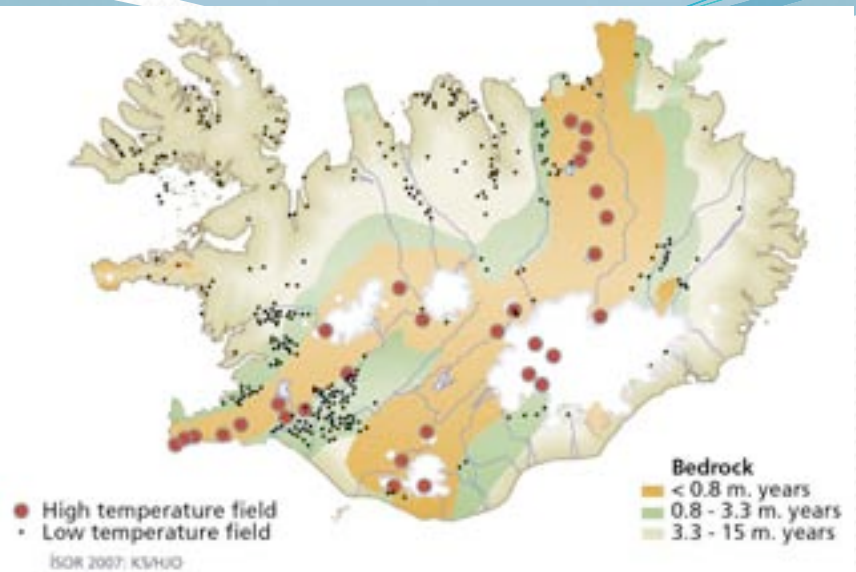 High temperature field
Low temperature field
ÍSOR 2007: KS/HJO
Bedrock
< 0.8 m. years
0.8 - 3.3 m. years
3.3 - 15 m. years